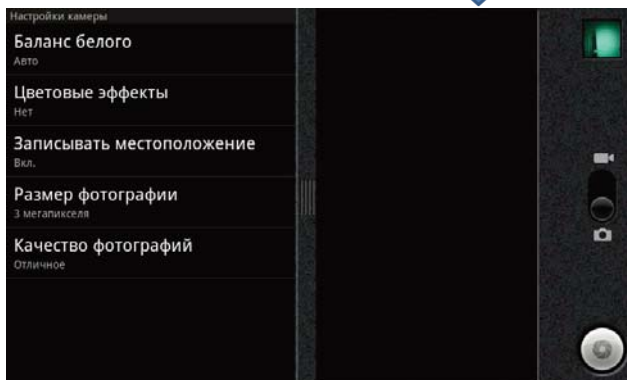 Настройки камеры
Баланс белого
Авто
Цветовые эффекты
Нет
Записывать местоположение
Вкл.
Размер фотографии
3 мегапикселя
Качество фотографий
Отличное